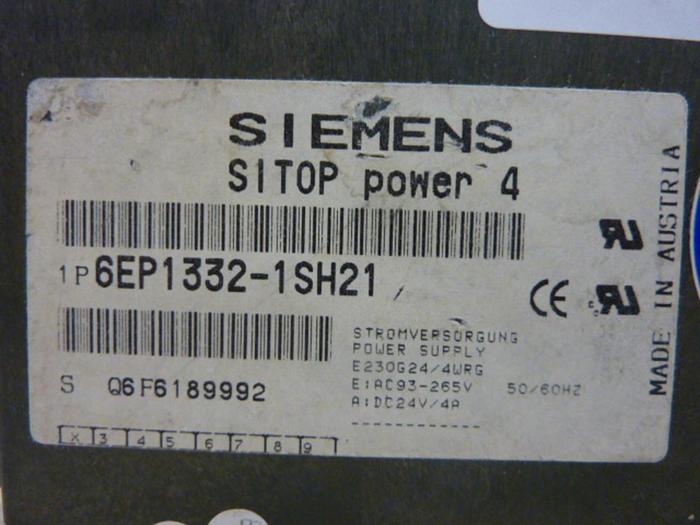 SIEMENS
SITOP power 4
1P 6EP1332-1SH21
S Q6F6189992
STROMVERSORGUNG
POWER SUPPLY
E230G24/4WRG
E:AC93-265V 50/60HZ
A:DC24V/4A
------------
X 3 4 5 6 7 8 9
CE
MADE IN AUSTRIA